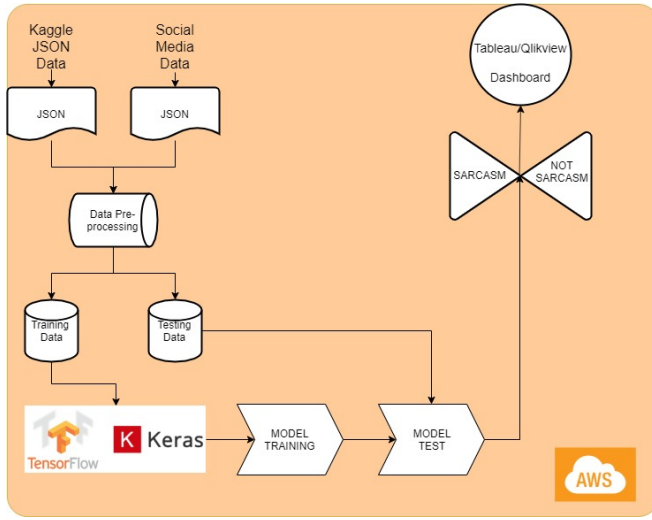 Kaggle
JSON
Data
Social
Media
Data
Tableau/Qlikview
Dashboard
JSON
JSON
SARCASM
NOT
SARCASM
Data Pre-
processing
Training
Data
Testing
Data
TensorFlow
K Keras
MODEL
TRAINING
MODEL
TEST
AWS